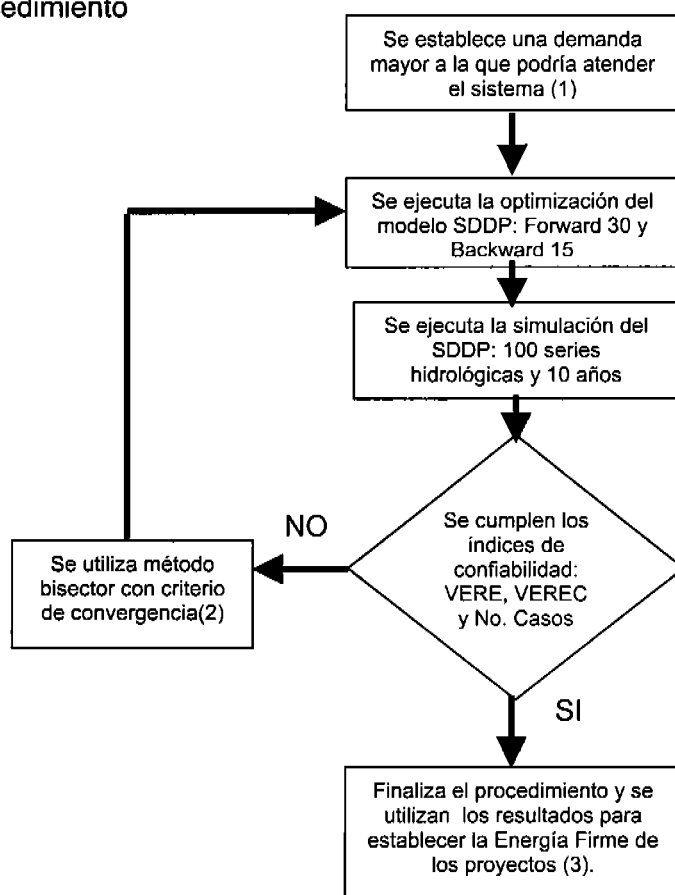 Se establece una demanda
mayor a la que podría atender
el sistema (1)
Se ejecuta la optimización del
modelo SDDP: Forward 30 y
Backward 15
Se ejecuta la simulación del
SDDP: 100 series
hidrológicas y 10 años
Se cumplen los
índices de
confiabilidad:
VERE, VEREC
y No. Casos
NO
Se utiliza método
bisector con criterio
de convergencia(2)
SI
Finaliza el procedimiento y se
utilizan los resultados para
establecer la Energía Firme de
los proyectos (3).